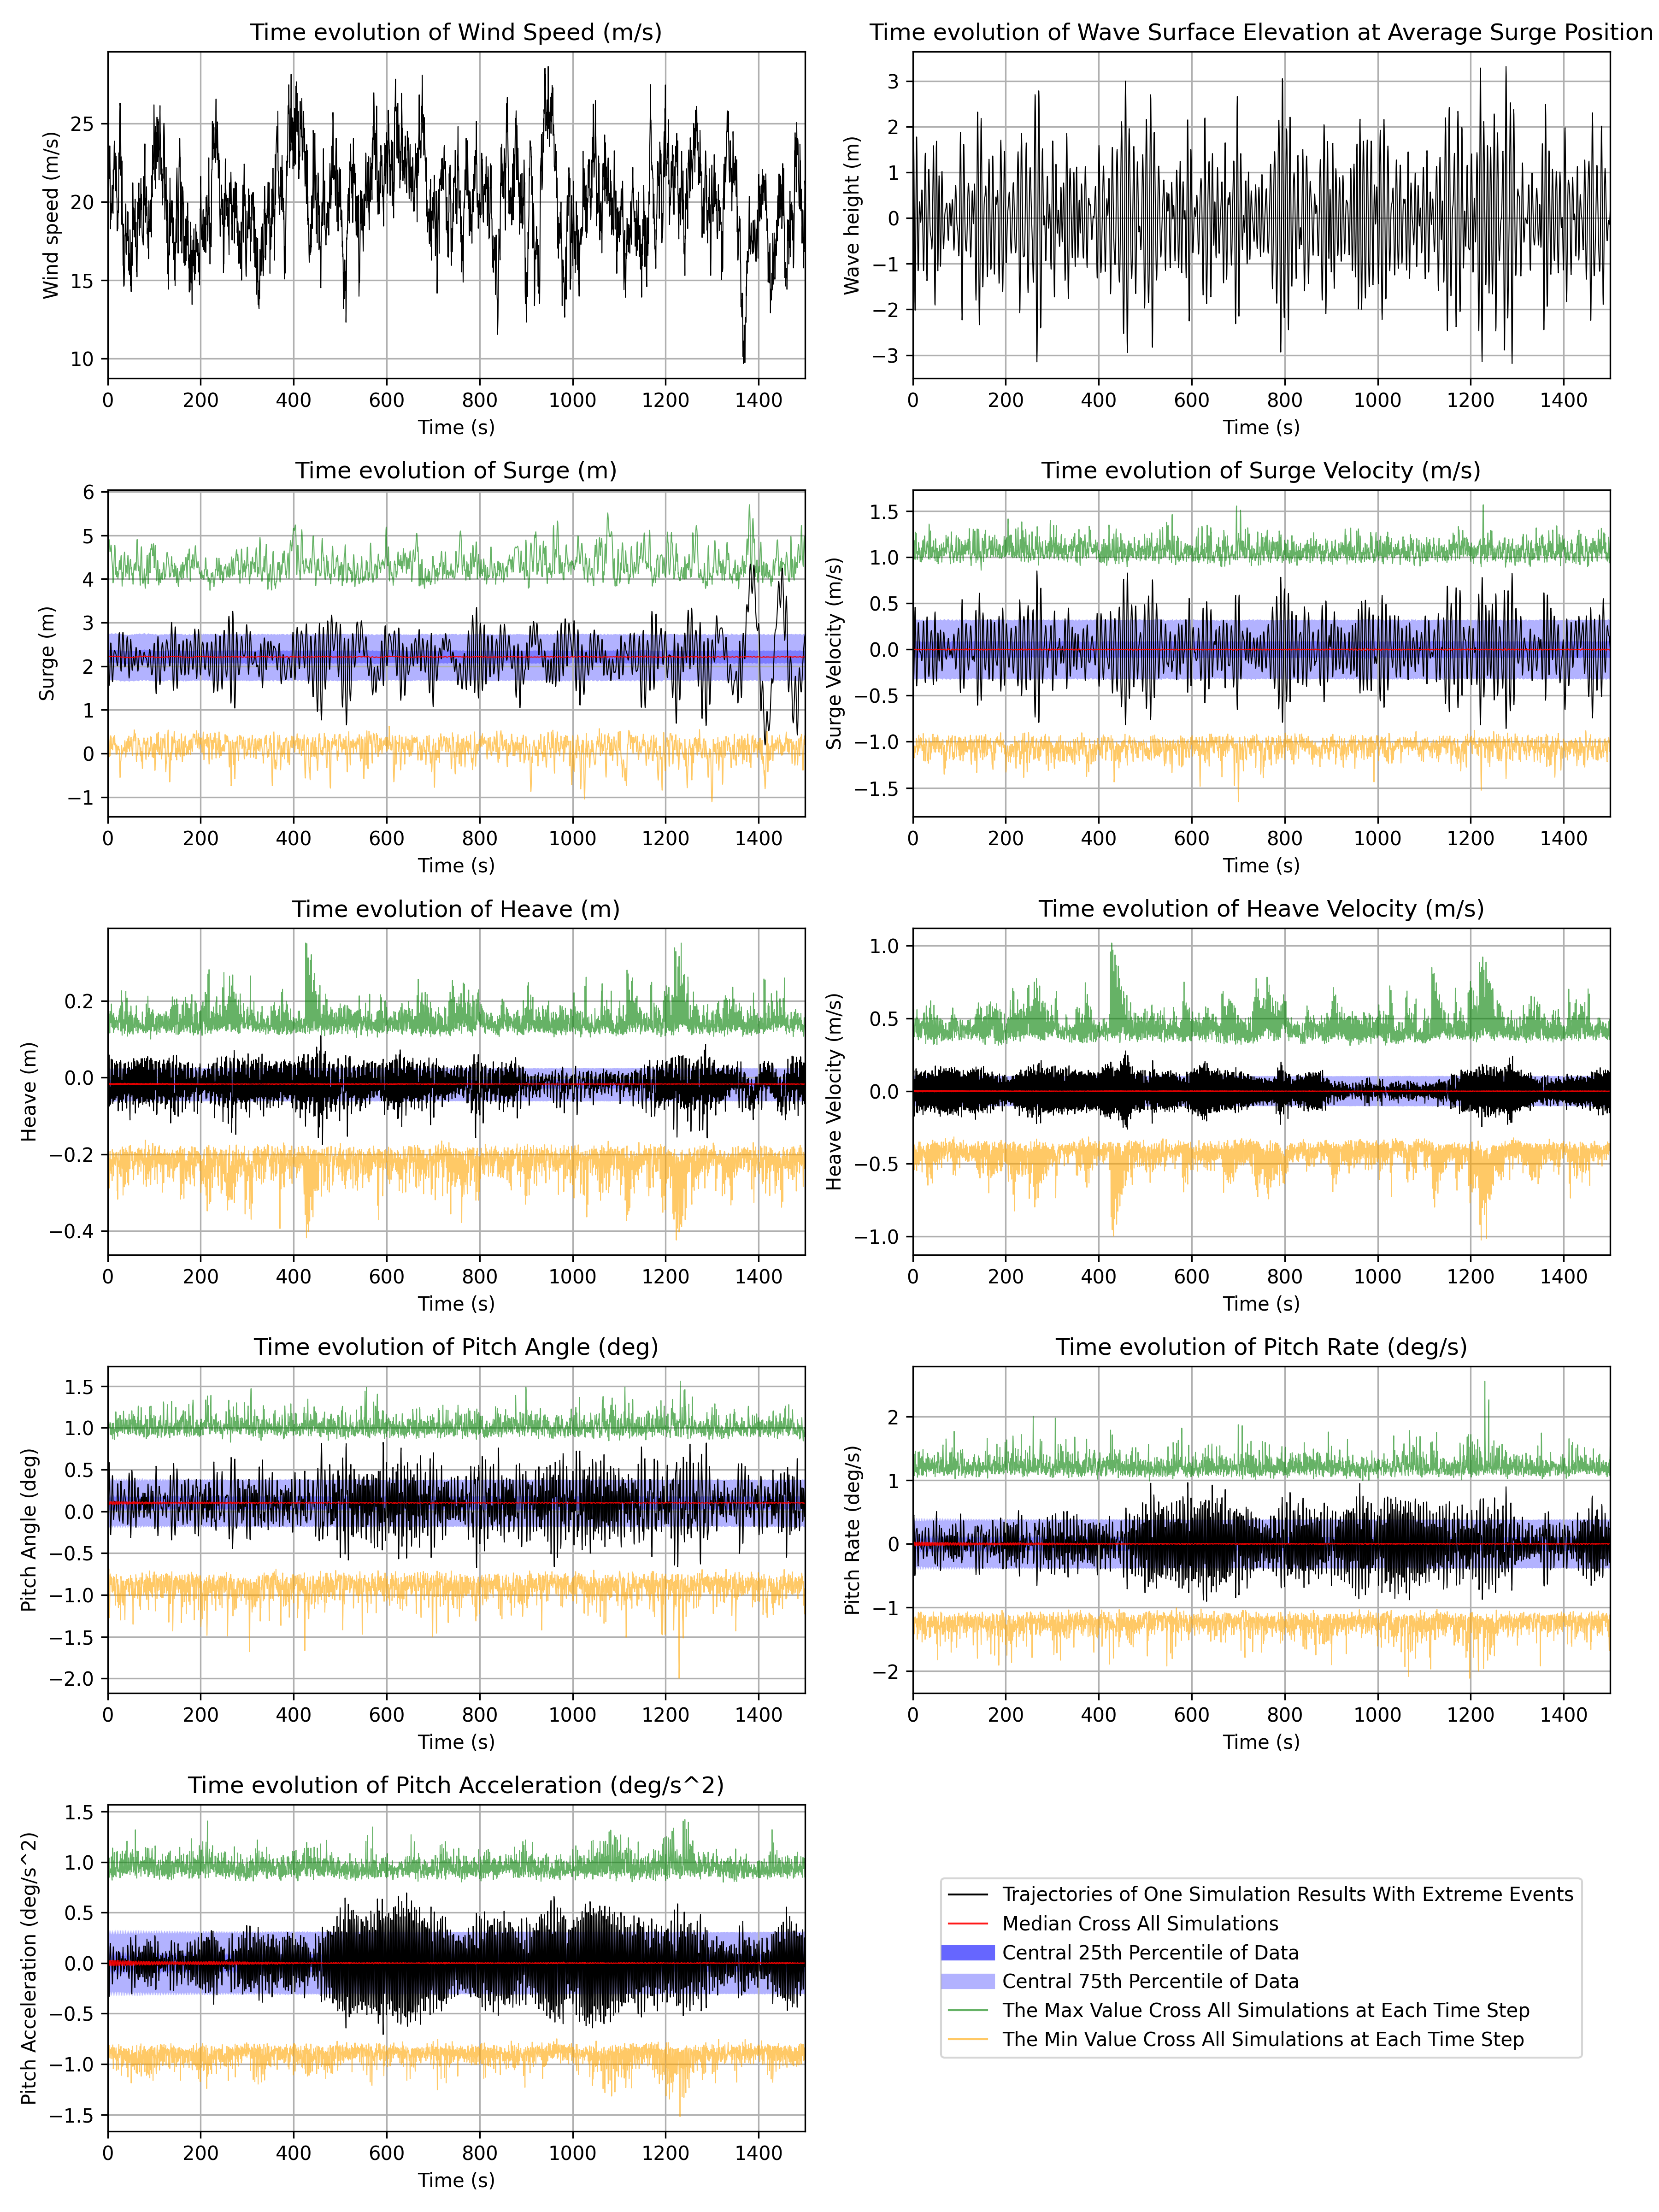 Time evolution of Wind Speed (m/s)
Wind speed (m/s)
25
20
15
10
0 200 400 600 800 1000 1200 1400
Time (s)
Time evolution of Wave Surface Elevation at Average Surge Position
Wave height (m)
3
2
1
0
−1
−2
−3
0 200 400 600 800 1000 1200 1400
Time (s)
Time evolution of Surge (m)
Surge (m)
6
5
4
3
2
1
0
−1
0 200 400 600 800 1000 1200 1400
Time (s)
Time evolution of Surge Velocity (m/s)
Surge Velocity (m/s)
1.5
1.0
0.5
0.0
−0.5
−1.0
−1.5
0 200 400 600 800 1000 1200 1400
Time (s)
Time evolution of Heave (m)
Heave (m)
0.2
0.0
−0.2
−0.4
0 200 400 600 800 1000 1200 1400
Time (s)
Time evolution of Heave Velocity (m/s)
Heave Velocity (m/s)
1.0
0.5
0.0
−0.5
−1.0
0 200 400 600 800 1000 1200 1400
Time (s)
Time evolution of Pitch Angle (deg)
Pitch Angle (deg)
1.5
1.0
0.5
0.0
−0.5
−1.0
−1.5
−2.0
0 200 400 600 800 1000 1200 1400
Time (s)
Time evolution of Pitch Rate (deg/s)
Pitch Rate (deg/s)
2
1
0
−1
−2
0 200 400 600 800 1000 1200 1400
Time (s)
Time evolution of Pitch Acceleration (deg/s^2)
Pitch Acceleration (deg/s^2)
1.5
1.0
0.5
0.0
−0.5
−1.0
−1.5
0 200 400 600 800 1000 1200 1400
Time (s)
Trajectories of One Simulation Results With Extreme Events
Median Cross All Simulations
Central 25th Percentile of Data
Central 75th Percentile of Data
The Max Value Cross All Simulations at Each Time Step
The Min Value Cross All Simulations at Each Time Step